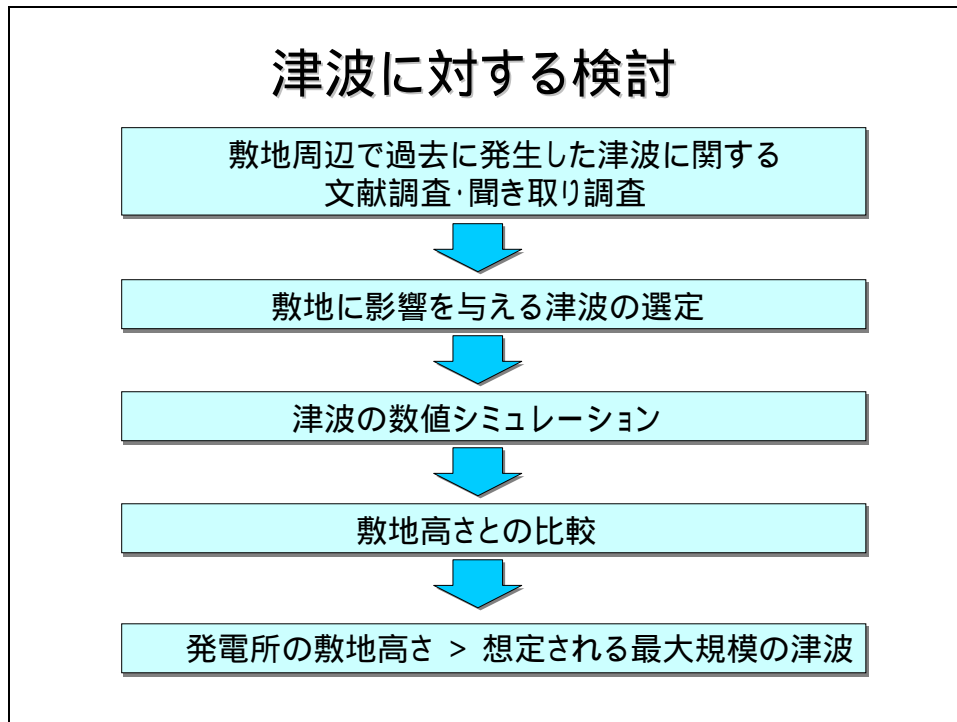 津波に対する検討
敷地周辺で過去に発生した津波に関する
文献調査･聞き取り調査
敷地に影響を与える津波の選定
津波の数値シミュレーション
敷地高さとの比較
発電所の敷地高さ > 想定される最大規模の津波